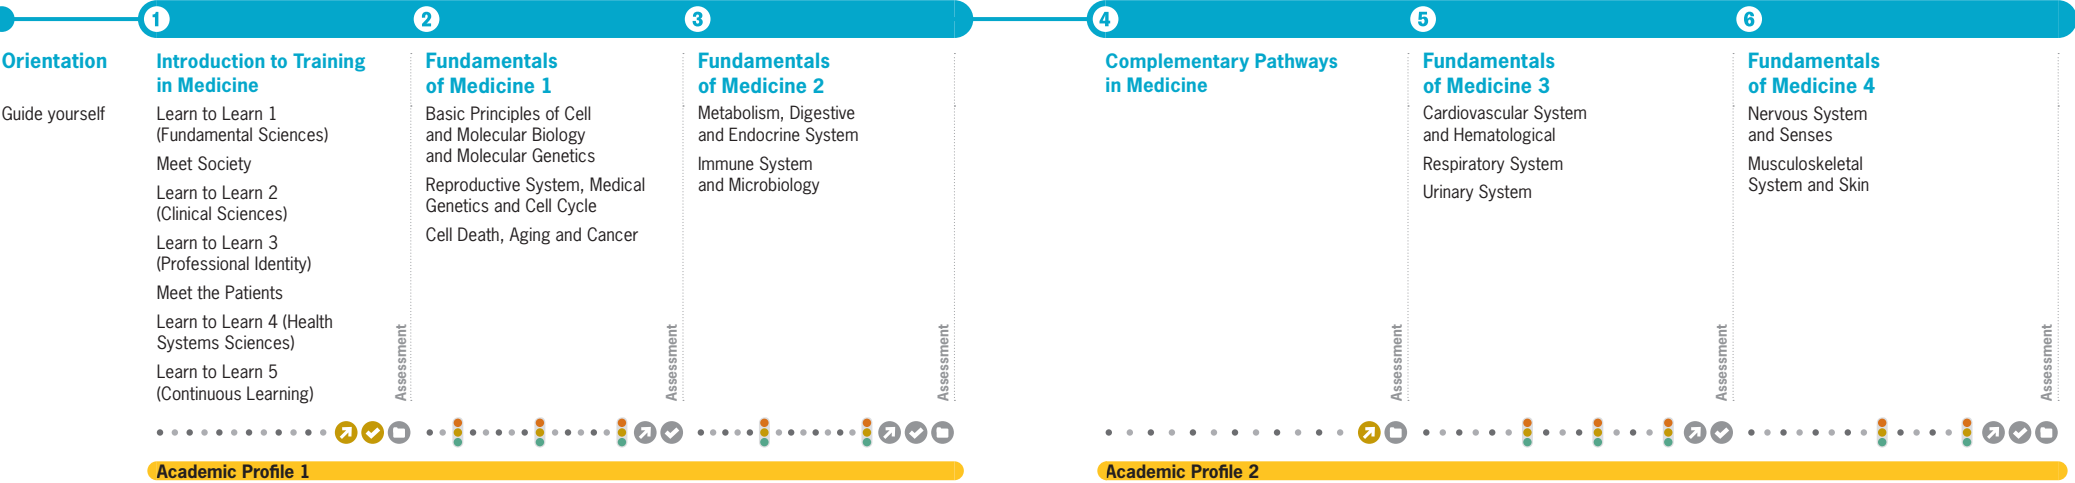 1
2
3
4
5
6
Orientation
Guide yourself
Introduction to Training
in Medicine
Learn to Learn 1
(Fundamental Sciences)
Meet Society
Learn to Learn 2
(Clinical Sciences)
Learn to Learn 3
(Professional Identity)
Meet the Patients
Learn to Learn 4 (Health
Systems Sciences)
Learn to Learn 5
(Continuous Learning)
Assessment
Fundamentals
of Medicine 1
Basic Principles of Cell
and Molecular Biology
and Molecular Genetics
Reproductive System, Medical
Genetics and Cell Cycle
Cell Death, Aging and Cancer
Assessment
Fundamentals
of Medicine 2
Metabolism, Digestive
and Endocrine System
Immune System
and Microbiology
Assessment
Complementary Pathways
in Medicine
Assessment
Fundamentals
of Medicine 3
Cardiovascular System
and Hematological
Respiratory System
Urinary System
Assessment
Fundamentals
of Medicine 4
Nervous System
and Senses
Musculoskeletal
System and Skin
Assessment
Academic Profile 1
Academic Profile 2